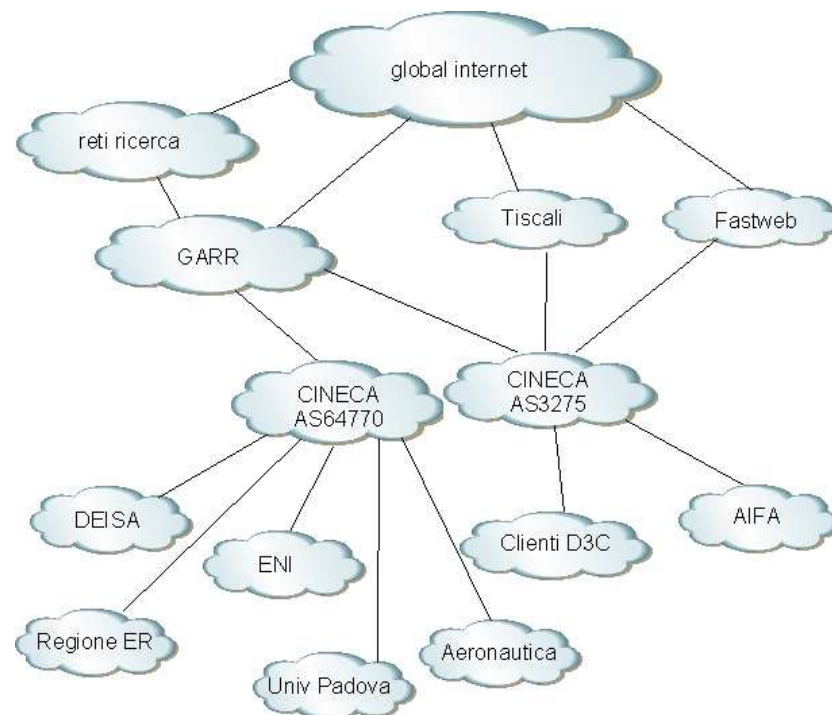 global internet
reti ricerca
Tiscali
Fastweb
GARR
CINECA
AS64770
CINECA
AS3275
DEISA
ENI
Clienti D3C
AIFA
Regione ER
Univ Padova
Aeronautica